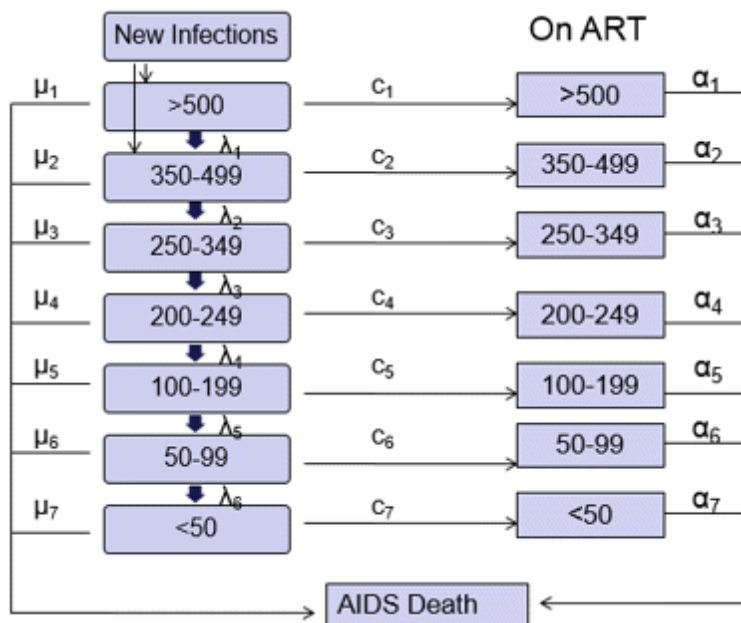 New Infections
On ART
μ₁
>500
c₁
>500
α₁
λ₁
μ₂
350-499
c₂
350-499
α₂
λ₂
μ₃
250-349
c₃
250-349
α₃
λ₃
μ₄
200-249
c₄
200-249
α₄
λ₄
μ₅
100-199
c₅
100-199
α₅
λ₅
μ₆
50-99
c₆
50-99
α₆
λ₆
μ₇
<50
c₇
<50
α₇
AIDS Death